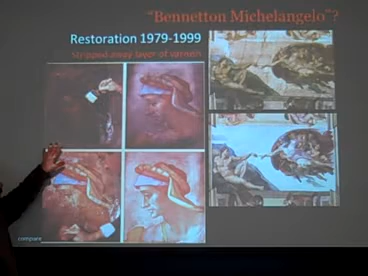 "Bennetton Michelangelo"?
Restoration 1979-1999
Stripped away layer of varnish
compare